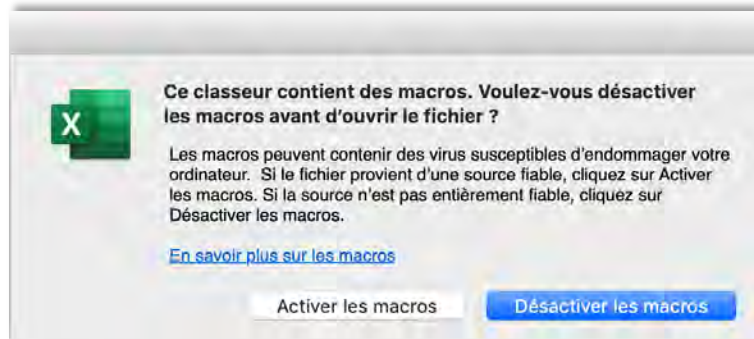 Ce classeur contient des macros. Voulez-vous désactiver
les macros avant d'ouvrir le fichier ?
X
Les macros peuvent contenir des virus susceptibles d'endommager votre
ordinateur. Si le fichier provient d'une source fiable, cliquez sur Activer
les macros. Si la source n'est pas entièrement fiable, cliquez sur
Désactiver les macros.
En savoir plus sur les macros
Activer les macros
Désactiver les macros